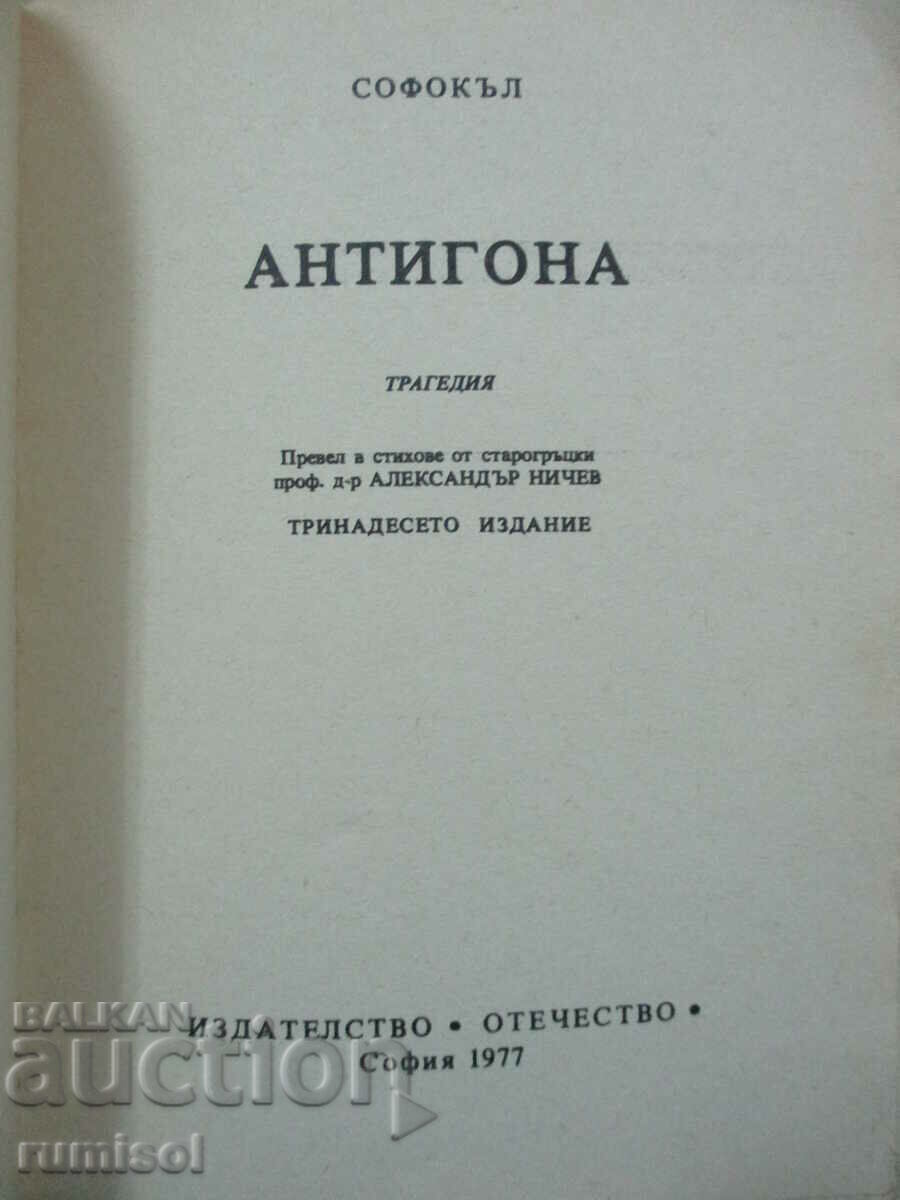 СОФОКЪЛ
АНТИГОНА
ТРАГЕДИЯ
Превел в стихове от старогръцки
проф. д-р АЛЕКСАНДЪР НИЧЕВ
ТРИНАДЕСЕТО ИЗДАНИЕ
ИЗДАТЕЛСТВО • ОТЕЧЕСТВО •
София 1977
BALKAN
auction
rumisol